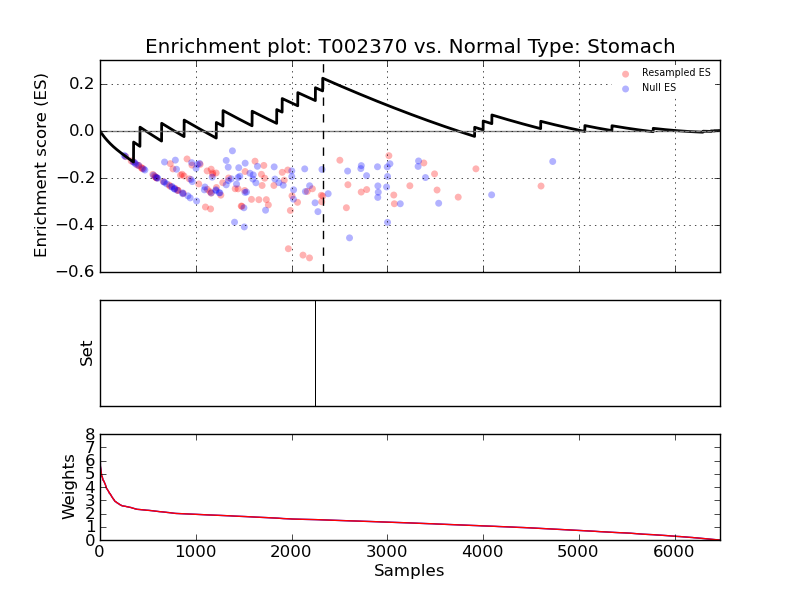 Enrichment plot: T002370 vs. Normal Type: Stomach
Enrichment score (ES)
0.2
0.0
−0.2
−0.4
−0.6
Resampled ES
Null ES
Set
Weights
8
7
6
5
4
3
2
1
0
0 1000 2000 3000 4000 5000 6000
Samples